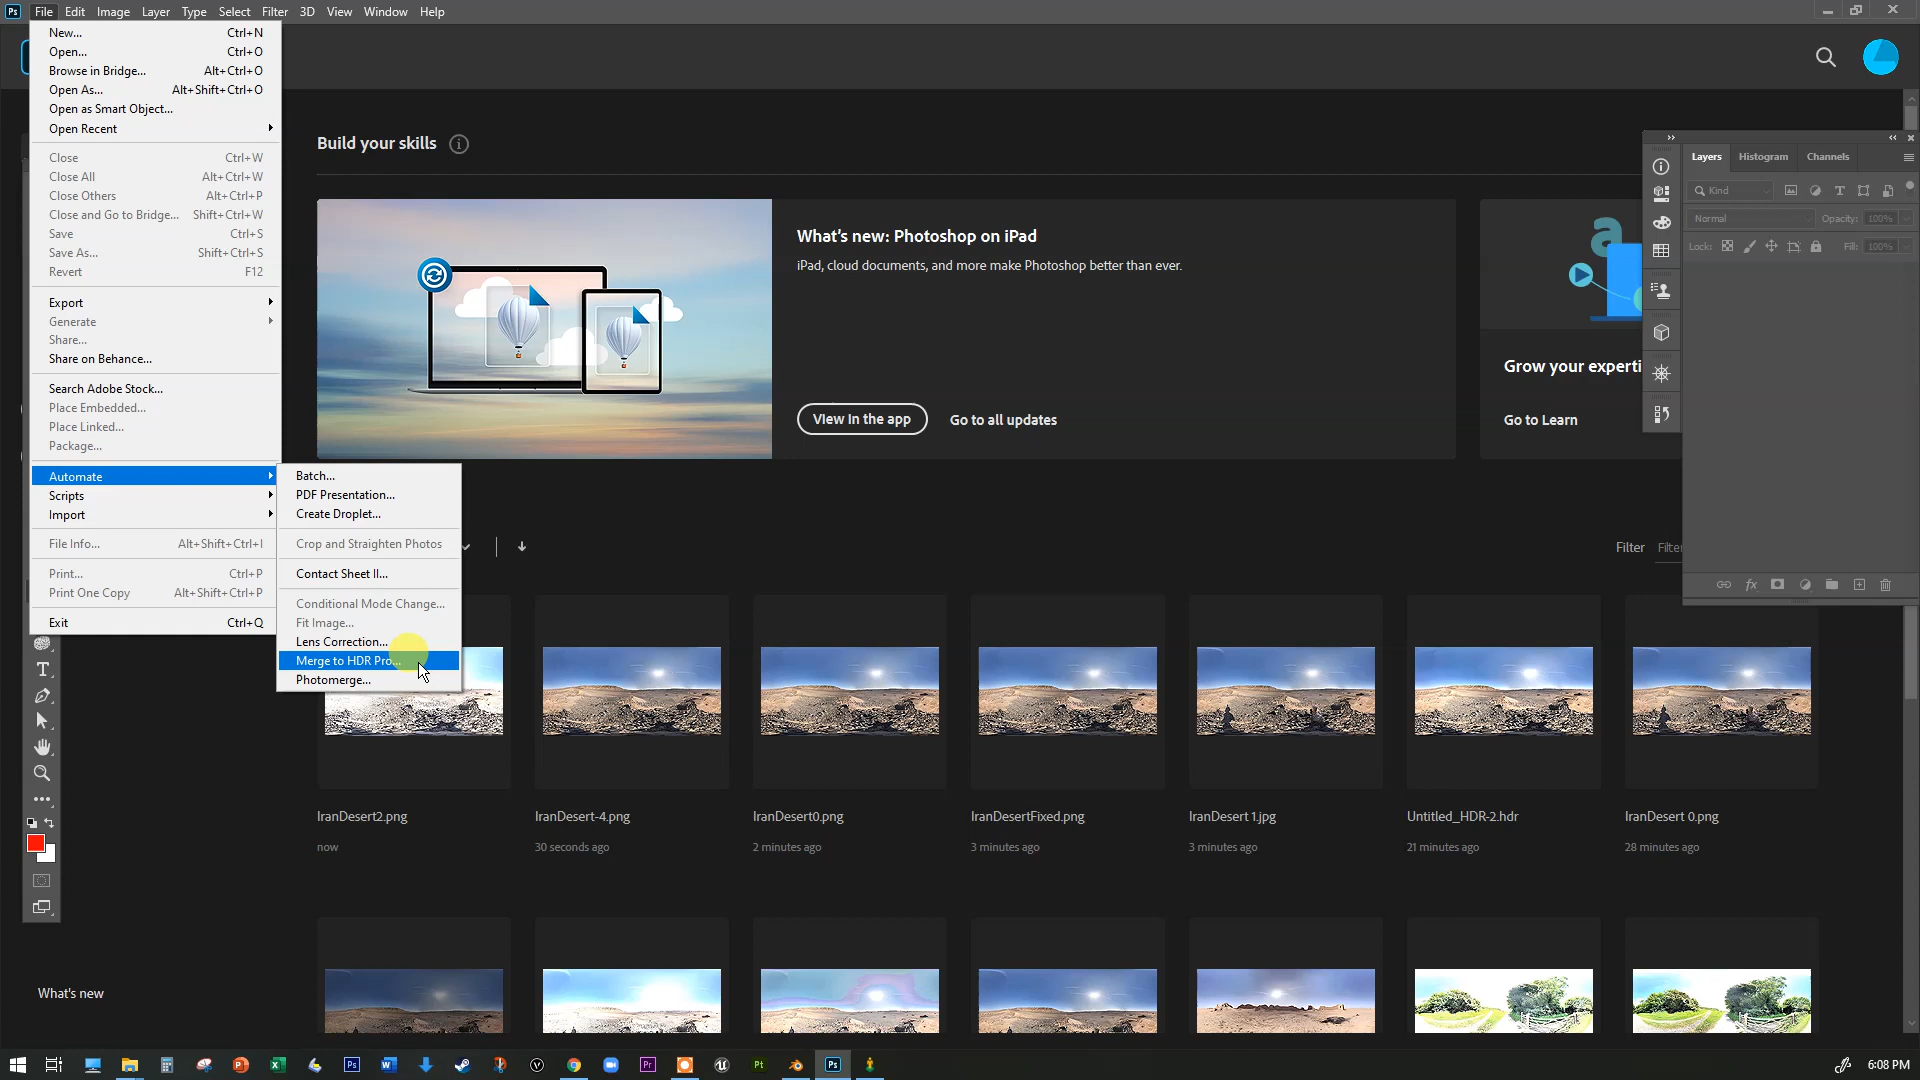 Ps File Edit Image Layer Type Select Filter 3D View Window Help
New... Ctrl+N
Open... Ctrl+O
Browse in Bridge... Alt+Ctrl+O
Open As... Alt+Shift+Ctrl+O
Open as Smart Object...
Open Recent
Close Ctrl+W
Close All Alt+Ctrl+W
Close Others Alt+Ctrl+P
Close and Go to Bridge... Shift+Ctrl+W
Save Ctrl+S
Save As... Shift+Ctrl+S
Revert F12
Export
Generate
Share...
Share on Behance...
Search Adobe Stock...
Place Embedded...
Place Linked...
Package...
Automate
Scripts
Import
File Info... Alt+Shift+Ctrl+I
Print... Ctrl+P
Print One Copy Alt+Shift+Ctrl+P
Exit Ctrl+Q
Batch...
PDF Presentation...
Create Droplet...
Crop and Straighten Photos
Contact Sheet II...
Conditional Mode Change...
Fit Image...
Lens Correction...
Merge to HDR Pro...
Photomerge...
Build your skills
What's new: Photoshop on iPad
iPad, cloud documents, and more make Photoshop better than ever.
View in the app Go to all updates
Grow your experti
Go to Learn
Layers Histogram Channels
Kind
Normal Opacity: 100%
Lock: Fill: 100%
Filter Filte
IranDesert2.png
now
IranDesert-4.png
30 seconds ago
IranDesert0.png
2 minutes ago
IranDesertFixed.png
3 minutes ago
IranDesert 1.jpg
3 minutes ago
Untitled_HDR-2.hdr
21 minutes ago
IranDesert 0.png
28 minutes ago
What's new
6:08 PM